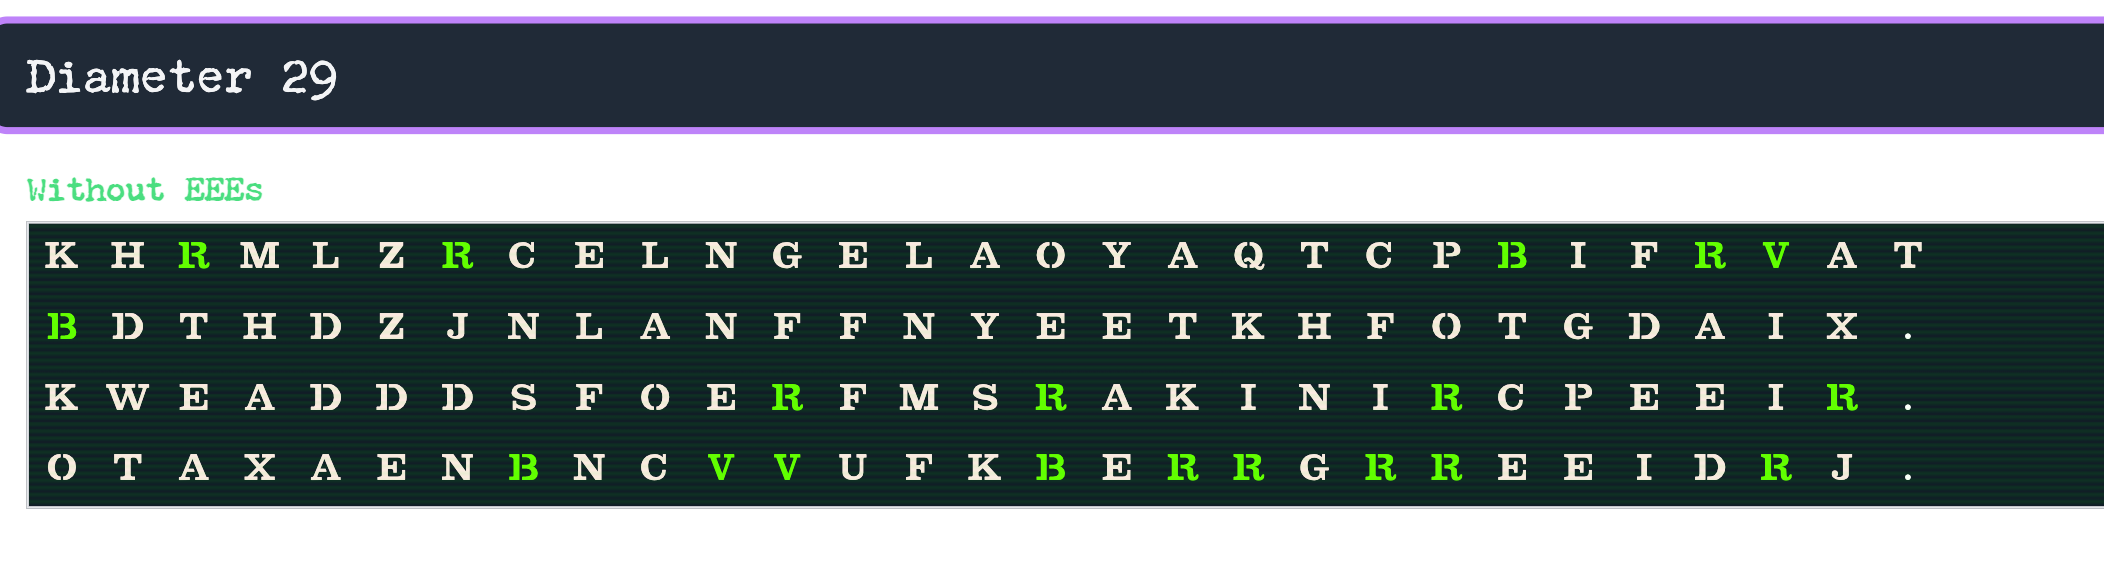 Diameter 29
Without EEEs
K H R M L Z R C E L N G E L A O Y A Q T C P B I F R V A T
B D T H D Z J N L A N F F N Y E E T K H F O T G D A I X .
K W E A D D D S F O E R F M S R A K I N I R C P E E I R .
O T A X A E N B N C V V U F K B E R R G R R E E I D R J .